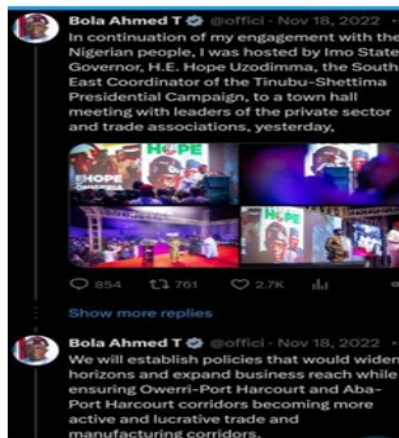 Bola Ahmed T @offici · Nov 18, 2022
In continuation of my engagement with the
Nigerian people, I was hosted by Imo State
Governor, H.E. Hope Uzodimma, the South
East Coordinator of the Tinubu-Shettima
Presidential Campaign, to a town hall
meeting with leaders of the private sector
and trade associations, yesterday,
HOPE
HOPE
854 761 2.7K
Show more replies
Bola Ahmed T @offici · Nov 18, 2022
We will establish policies that would widen
horizons and expand business reach while
ensuring Owerri-Port Harcourt and Aba-
Port Harcourt corridors becoming more
active and lucrative trade and
manufacturing corridors.